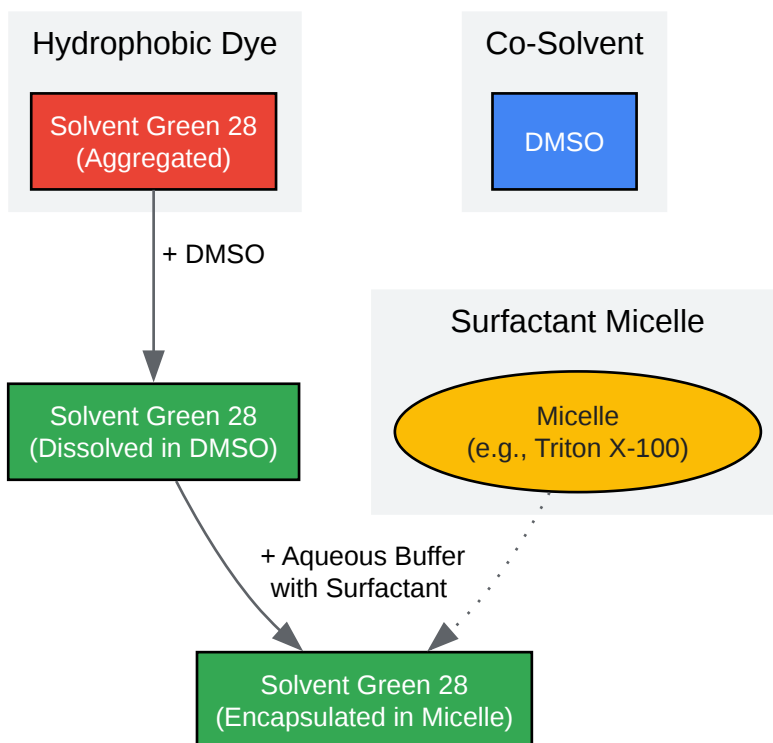 Hydrophobic Dye
Co-Solvent
Solvent Green 28
(Aggregated)
DMSO
+ DMSO
Surfactant Micelle
Solvent Green 28
(Dissolved in DMSO)
Micelle
(e.g., Triton X-100)
+ Aqueous Buffer
with Surfactant
Solvent Green 28
(Encapsulated in Micelle)